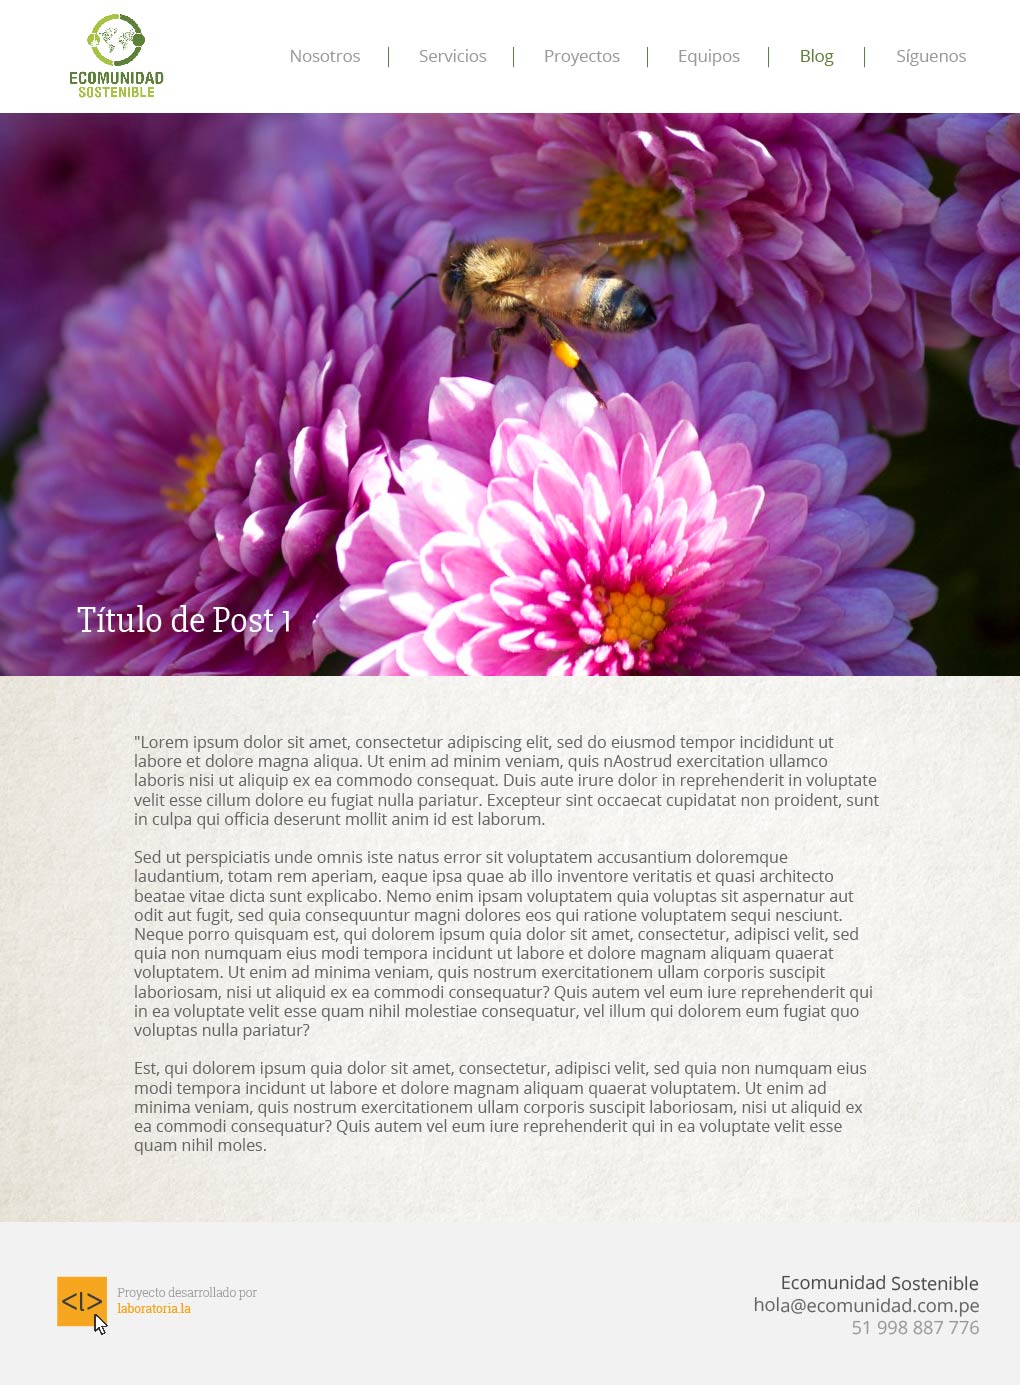 ECOMUNIDAD
SOSTENIBLE
Nosotros
Servicios
Proyectos
Equipos
Blog
Síguenos
Título de Post 1
"Lorem ipsum dolor sit amet, consectetur adipiscing elit, sed do eiusmod tempor incididunt ut
labore et dolore magna aliqua. Ut enim ad minim veniam, quis nAostrud exercitation ullamco
laboris nisi ut aliquip ex ea commodo consequat. Duis aute irure dolor in reprehenderit in voluptate
velit esse cillum dolore eu fugiat nulla pariatur. Excepteur sint occaecat cupidatat non proident, sunt
in culpa qui officia deserunt mollit anim id est laborum.
Sed ut perspiciatis unde omnis iste natus error sit voluptatem accusantium doloremque
laudantium, totam rem aperiam, eaque ipsa quae ab illo inventore veritatis et quasi architecto
beatae vitae dicta sunt explicabo. Nemo enim ipsam voluptatem quia voluptas sit aspernatur aut
odit aut fugit, sed quia consequuntur magni dolores eos qui ratione voluptatem sequi nesciunt.
Neque porro quisquam est, qui dolorem ipsum quia dolor sit amet, consectetur, adipisci velit, sed
quia non numquam eius modi tempora incidunt ut labore et dolore magnam aliquam quaerat
voluptatem. Ut enim ad minima veniam, quis nostrum exercitationem ullam corporis suscipit
laboriosam, nisi ut aliquid ex ea commodi consequatur? Quis autem vel eum iure reprehenderit qui
in ea voluptate velit esse quam nihil molestiae consequatur, vel illum qui dolorem eum fugiat quo
voluptas nulla pariatur?
Est, qui dolorem ipsum quia dolor sit amet, consectetur, adipisci velit, sed quia non numquam eius
modi tempora incidunt ut labore et dolore magnam aliquam quaerat voluptatem. Ut enim ad
minima veniam, quis nostrum exercitationem ullam corporis suscipit laboriosam, nisi ut aliquid ex
ea commodi consequatur? Quis autem vel eum iure reprehenderit qui in ea voluptate velit esse
quam nihil moles.
<l>
Proyecto desarrollado por
laboratoria.la
Ecomunidad Sostenible
hola@ecomunidad.com.pe
51 998 887 776